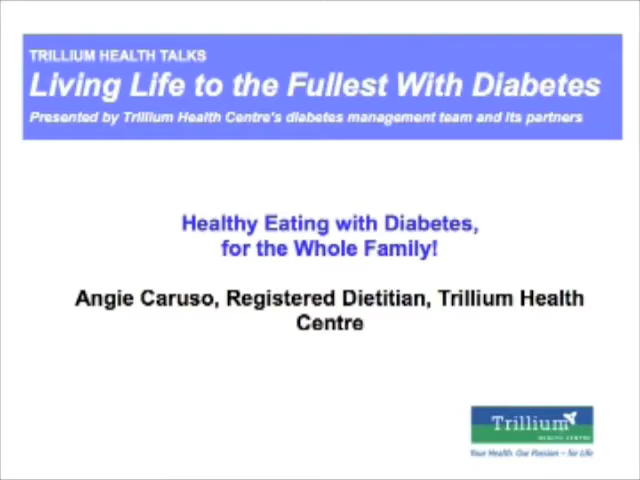 TRILLIUM HEALTH TALKS
Living Life to the Fullest With Diabetes
Presented by Trillium Health Centre's diabetes management team and its partners
Healthy Eating with Diabetes,
for the Whole Family!
Angie Caruso, Registered Dietitian, Trillium Health
Centre
Trillium
HEALTH CENTRE
Your Health. Our Passion – for Life